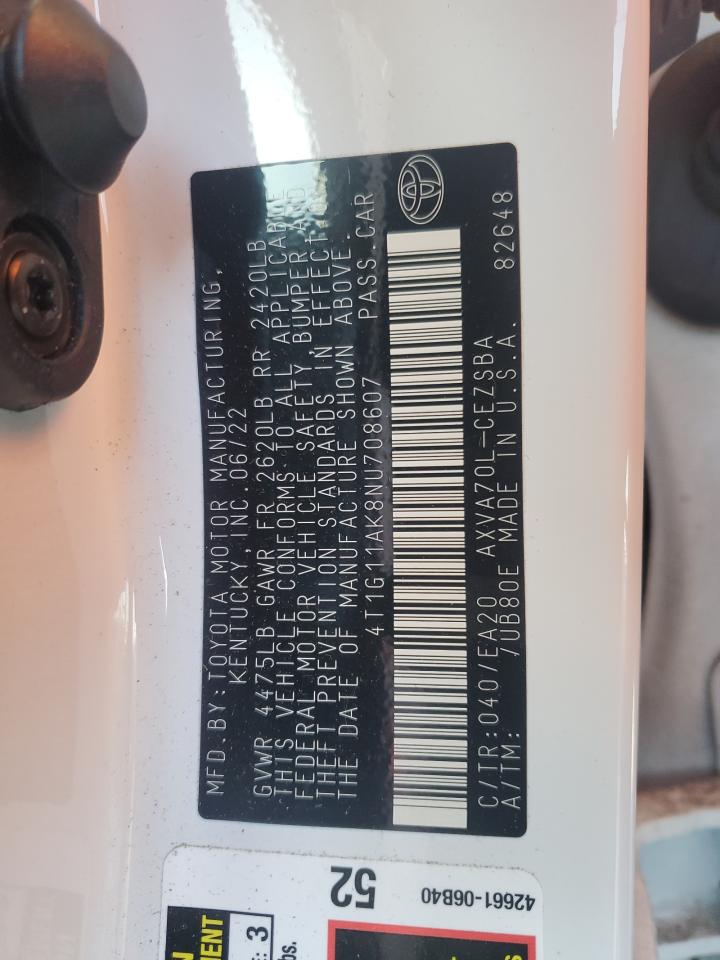 MFD BY:TOYOTA MOTOR MANUFACTURING,
KENTUCKY, INC.06/22
GVWR 4475LB GAWR FR 2620LB RR 2420LB
THIS VEHICLE CONFORMS TO ALL APPLICABLE
FEDERAL MOTOR VEHICLE SAFETY,BUMPER AND
THEFT PREVENTION STANDARDS IN EFFECT ON
THE DATE OF MANUFACTURE SHOWN ABOVE.
4T1G11AK8NU708607 PASS.CAR
C/TR:040/EA20 AXVA70L-CEZSBA 82648
A/TM: /UB80E MADE IN U.S.A.
52
42661-06B40
3